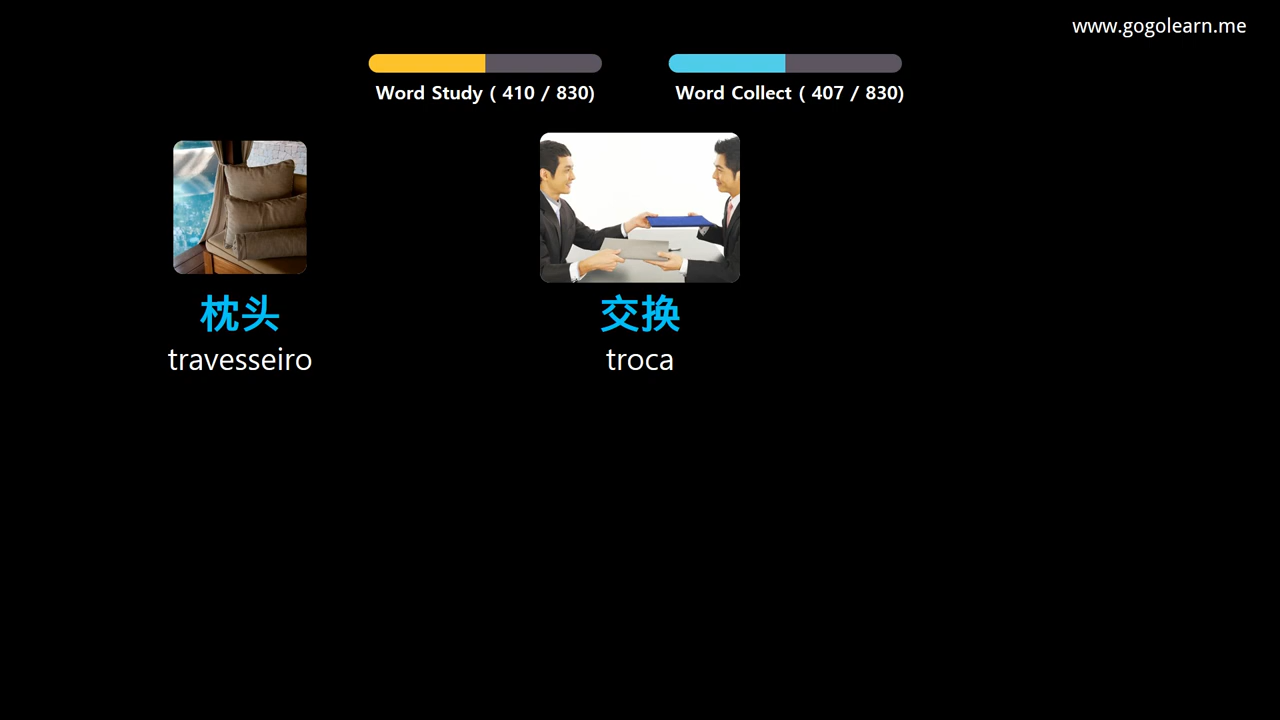 www.gogolearn.me
Word Study ( 410 / 830)
Word Collect ( 407 / 830)
枕头
travesseiro
交换
troca